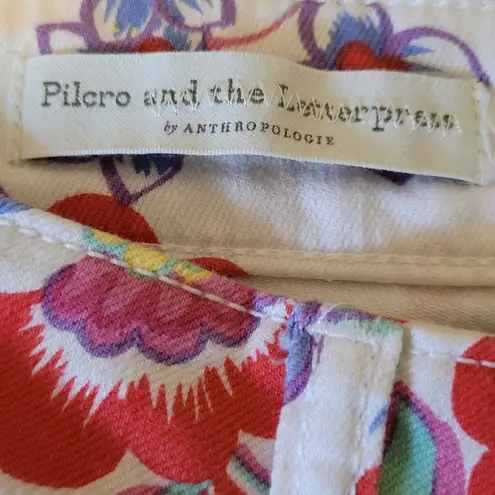 Pilcro and the Letterpress
by ANTHROPOLOGIE